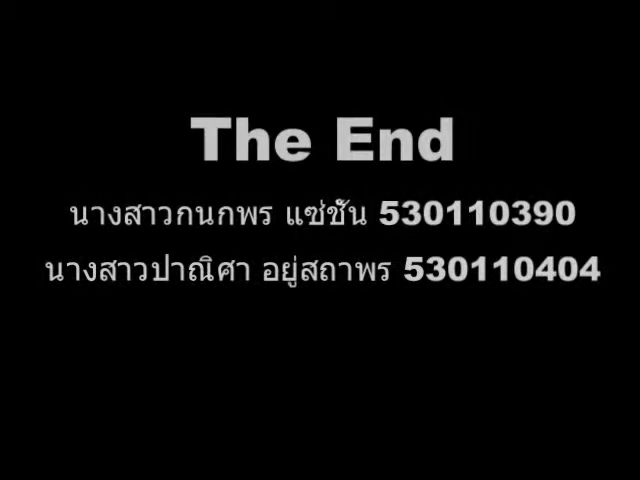 The End
นางสาวกนกพร แซ่ชั้น 530110390
นางสาวปาณิศา อยู่สถาพร 530110404